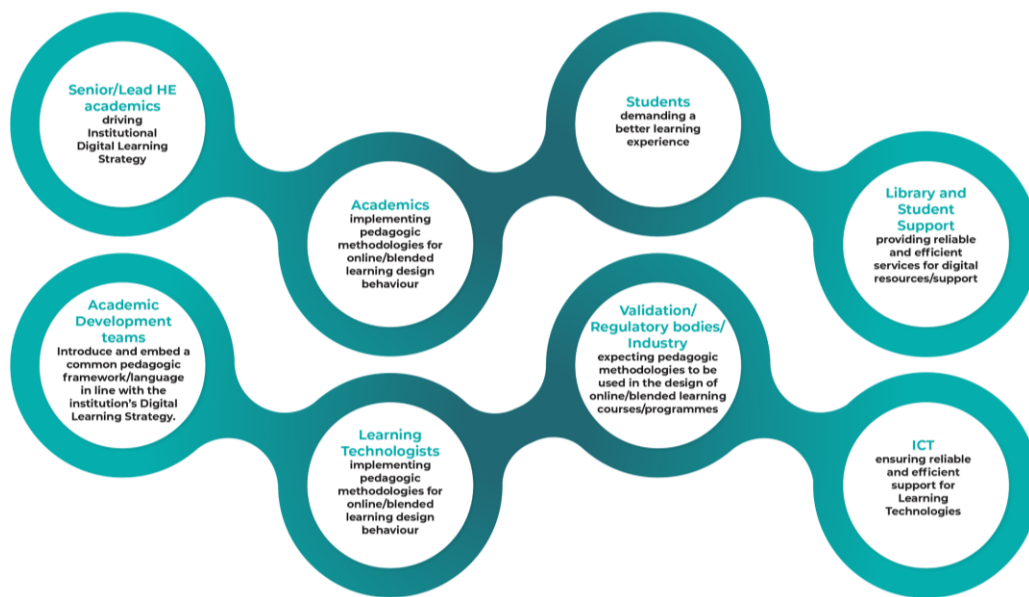 Senior/Lead HE
academics
driving
Institutional
Digital Learning
Strategy
Academics
implementing
pedagogic
methodologies for
online/blended
learning design
behaviour
Students
demanding a
better learning
experience
Library and
Student
Support
providing reliable
and efficient
services for digital
resources/support
Academic
Development
teams
Introduce and embed a
common pedagogic
framework/language
in line with the
institution's Digital
Learning Strategy.
Learning
Technologists
implementing
pedagogic
methodologies for
online/blended
learning design
behaviour
Validation/
Regulatory bodies/
Industry
expecting pedagogic
methodologies to be
used in the design of
online/blended learning
courses/programmes
ICT
ensuring reliable
and efficient
support for
Learning
Technologies